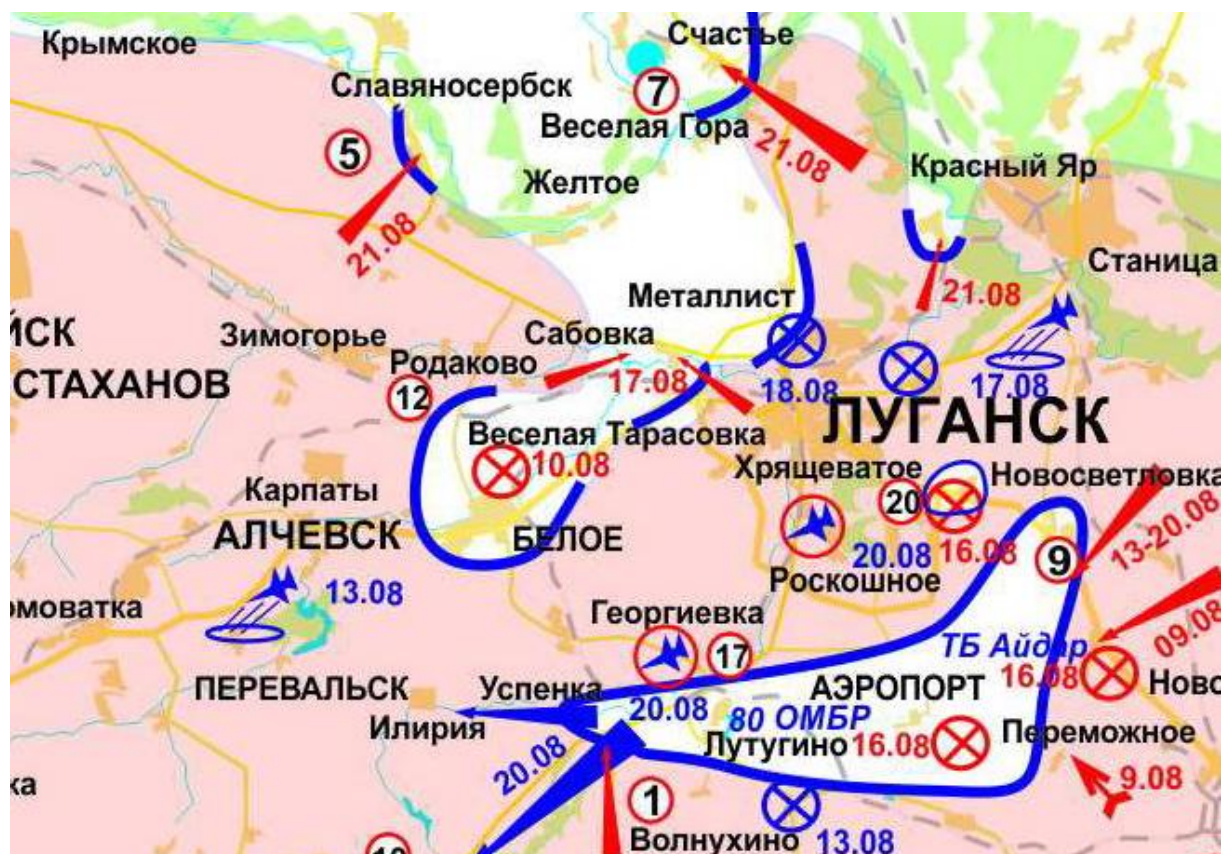 Крымское
Счастье
Славяносербск
7
Веселая Гора
21.08
5
Желтое
Красный Яр
21.08
21.08
Станица
Металлист
ЙСК
Зимогорье
Сабовка
СТАХАНОВ
Родаково
17.08
18.08
17.08
12
ЛУГАНСК
Веселая Тарасовка
10.08
Хрящеватое
Новосветловка
20
Карпаты
АЛЧЕВСК
БЕЛОЕ
20.08
16.08
9
13-20.08
13.08
Роскошное
омоватка
Георгиевка
17
09.08
ТБ Айдар
16.08
ПЕРЕВАЛЬСК
Успенка
АЭРОПОРТ
Ново
20.08
80 ОМБР
Илирия
Лутугино
16.08
Переможное
20.08
9.08
ка
1
Волнухино
13.08